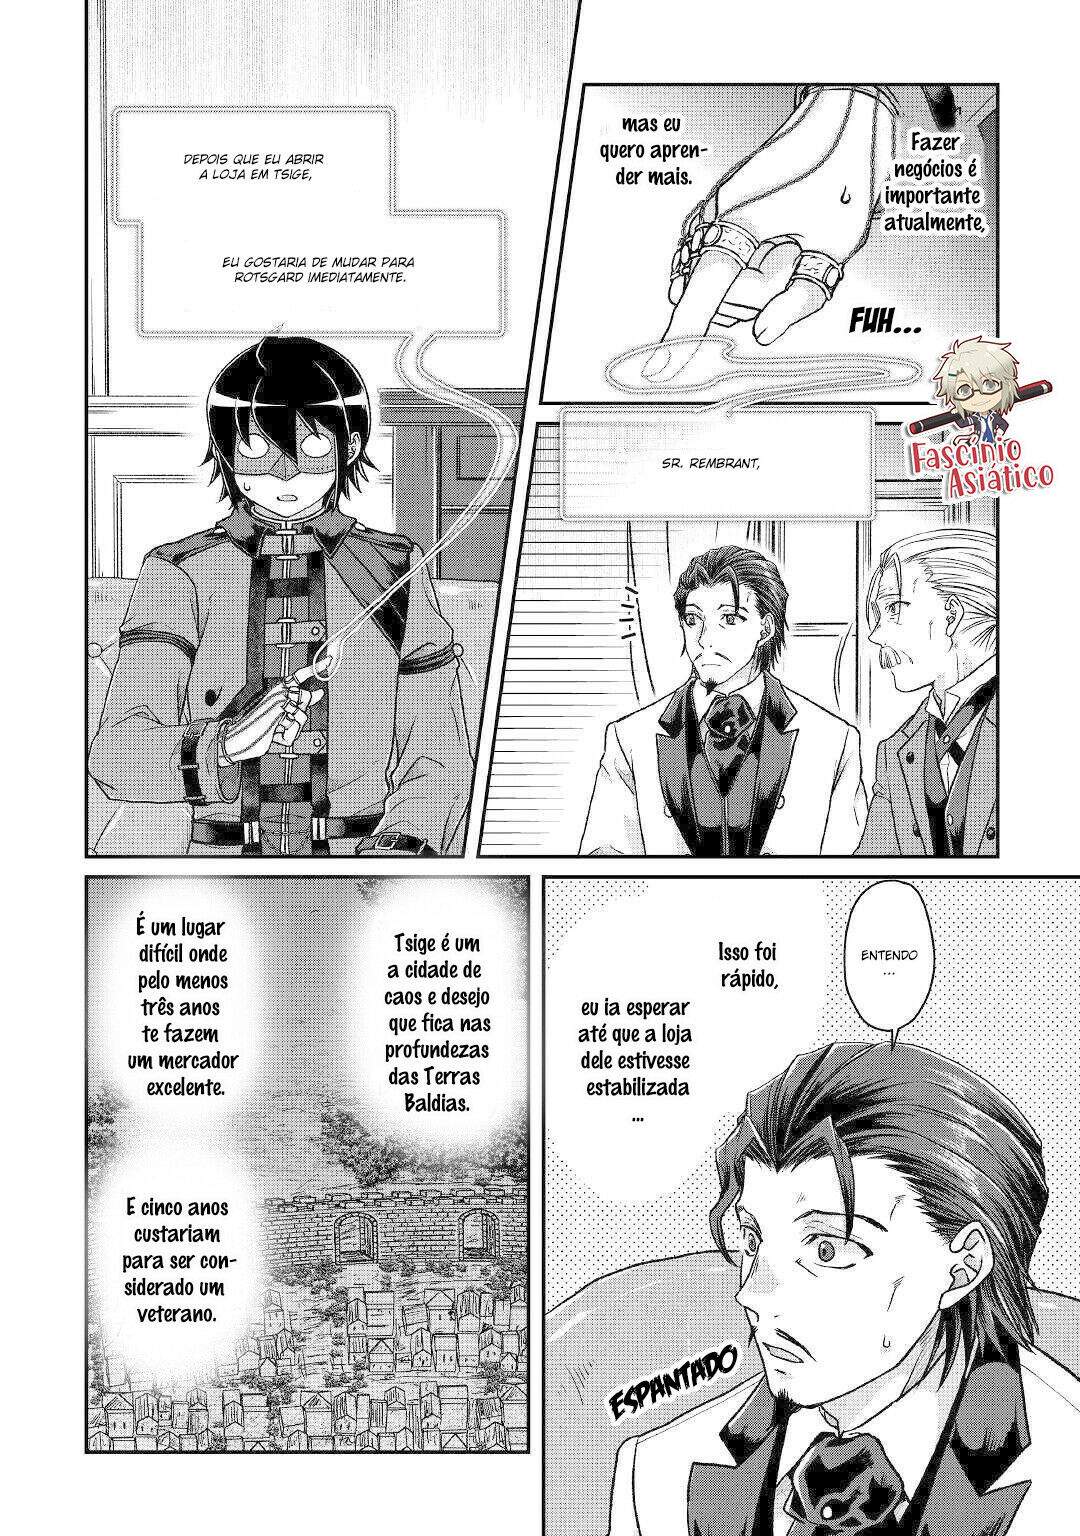 Fazer
negócios é
importante
atualmente,
mas eu
quero apren-
der mais.
FUH...
Fascínio
Asiático
SR. REMBRANT,
DEPOIS QUE EU ABRIR
A LOJA EM TSIGE,
EU GOSTARIA DE MUDAR PARA
ROTSGARD IMEDIATAMENTE.
ENTENDO
...
Isso foi
rápido,
eu ia esperar
até que a loja
dele estivesse
estabilizada
...
ESPANTADO
Tsige é um
a cidade de
caos e desejo
que fica nas
profundezas
das Terras
Baldias.
É um lugar
difícil onde
pelo menos
três anos
te fazem
um mercador
excelente.
E cinco anos
custariam
para ser con-
siderado um
veterano.